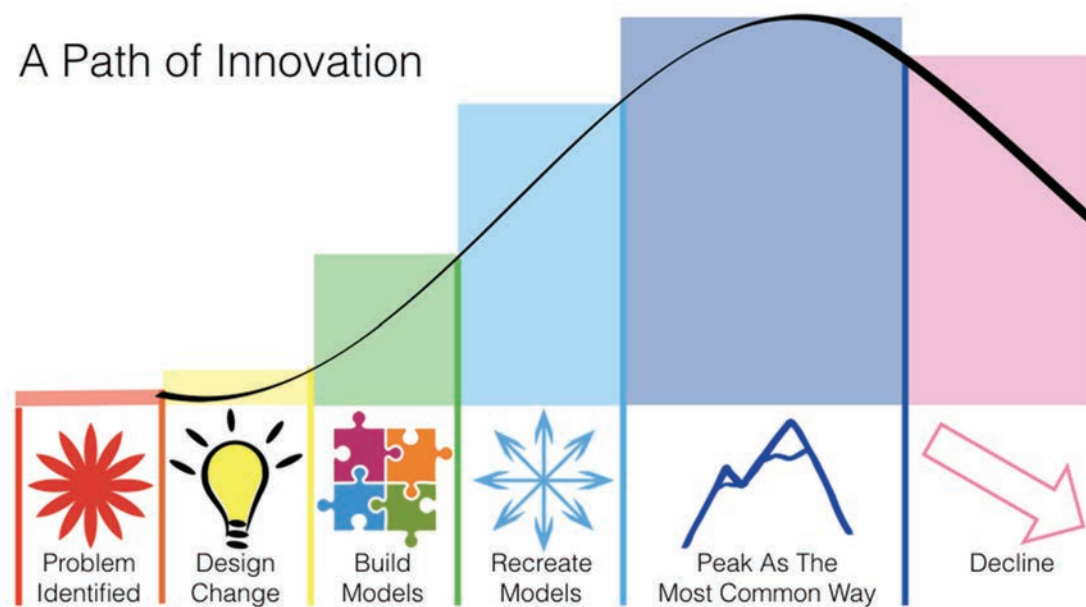 A Path of Innovation
Problem
Identified
Design
Change
Build
Models
Recreate
Models
Peak As The
Most Common Way
Decline